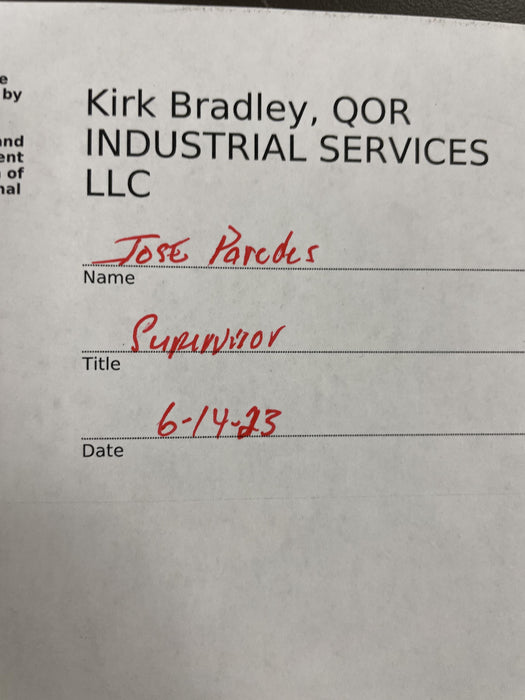 e
by
and
ent
of
nal
Kirk Bradley, QOR
INDUSTRIAL SERVICES
LLC
Jose Paredes
Name
Supervisor
Title
6-14-23
Date